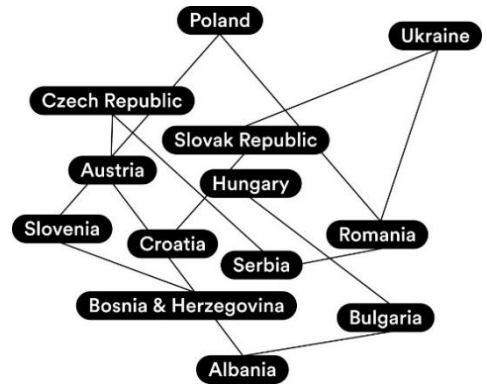 Poland
Ukraine
Czech Republic
Slovak Republic
Austria
Hungary
Slovenia
Croatia
Romania
Serbia
Bosnia & Herzegovina
Bulgaria
Albania